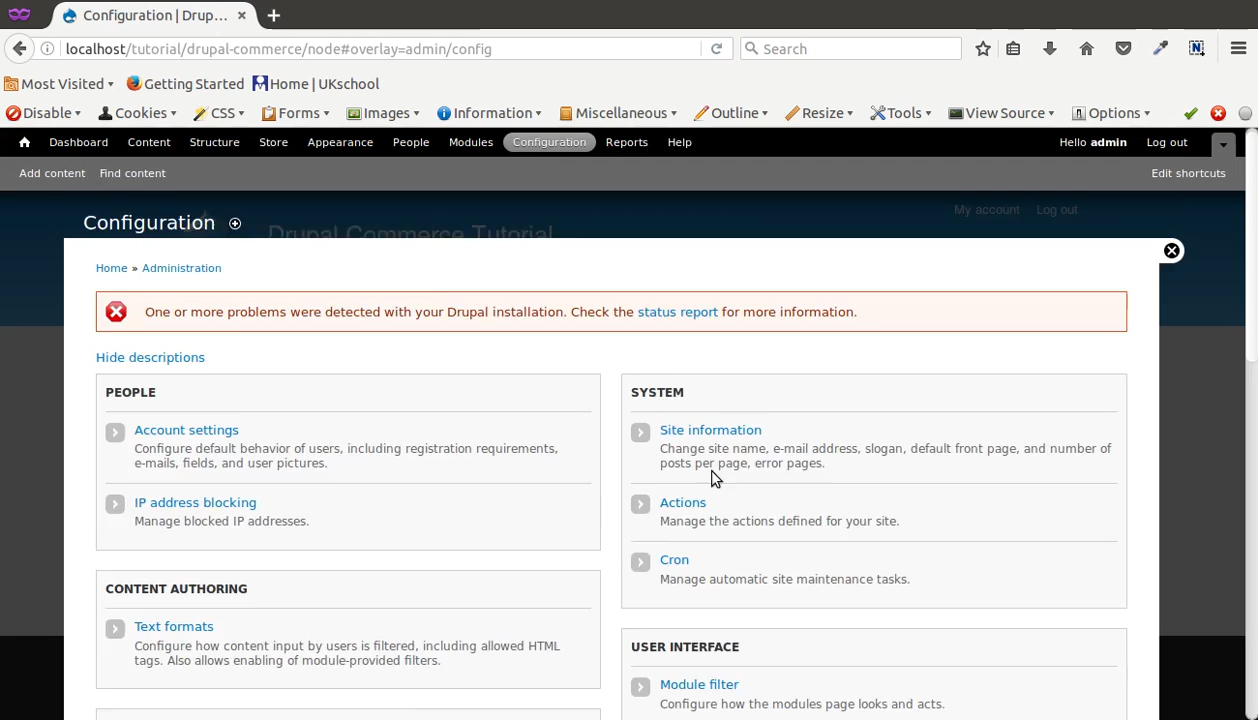 Configuration | Drup...
localhost/tutorial/drupal-commerce/node#overlay=admin/config
Search
Most Visited
Getting Started
Home | UKschool
Disable
Cookies
CSS
Forms
Images
Information
Miscellaneous
Outline
Resize
Tools
View Source
Options
Dashboard
Content
Structure
Store
Appearance
People
Modules
Configuration
Reports
Help
Hello admin
Log out
Add content
Find content
Edit shortcuts
Configuration
My account
Log out
Drupal Commerce Tutorial
Home » Administration
One or more problems were detected with your Drupal installation. Check the status report for more information.
Hide descriptions
PEOPLE
Account settings
Configure default behavior of users, including registration requirements,
e-mails, fields, and user pictures.
IP address blocking
Manage blocked IP addresses.
CONTENT AUTHORING
Text formats
Configure how content input by users is filtered, including allowed HTML
tags. Also allows enabling of module-provided filters.
SYSTEM
Site information
Change site name, e-mail address, slogan, default front page, and number of
posts per page, error pages.
Actions
Manage the actions defined for your site.
Cron
Manage automatic site maintenance tasks.
USER INTERFACE
Module filter
Configure how the modules page looks and acts.